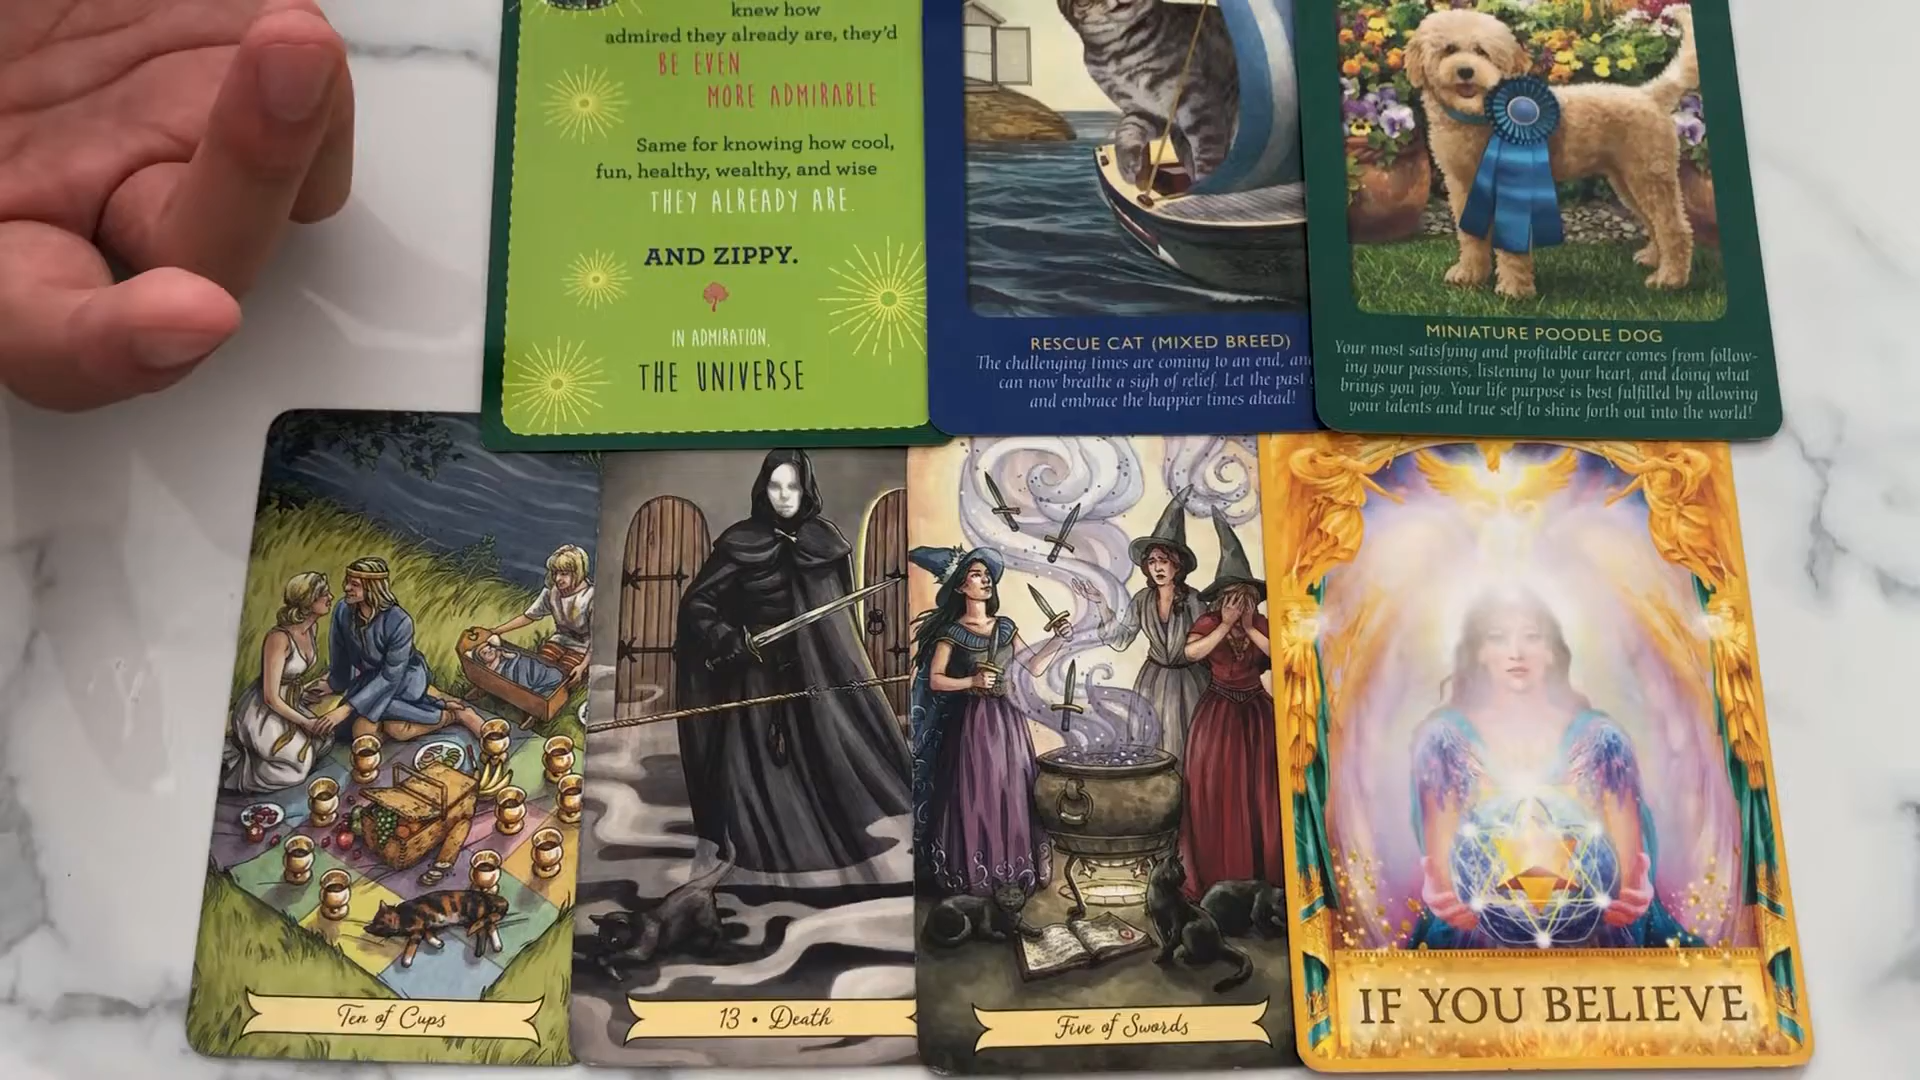 knew how
admired they already are, they'd
BE EVEN
MORE ADMIRABLE
Same for knowing how cool,
fun, healthy, wealthy, and wise
THEY ALREADY ARE.
AND ZIPPY.
IN ADMIRATION,
THE UNIVERSE
RESCUE CAT (MIXED BREED)
The challenging times are coming to an end, an
can now breathe a sigh of relief. Let the past
and embrace the happier times ahead!
MINIATURE POODLE DOG
Your most satisfying and profitable career comes from follow-
ing your passions, listening to your heart, and doing what
brings you joy. Your life purpose is best fulfilled by allowing
your talents and true self to shine forth out into the world!
Ten of Cups
13 • Death
Five of Swords
IF YOU BELIEVE